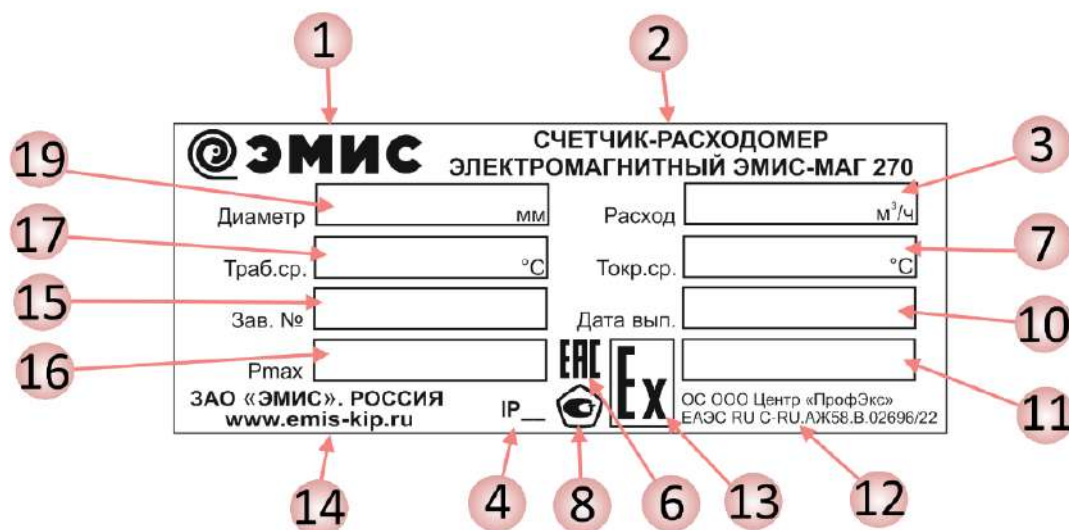 1
2
ЭМИС
СЧЕТЧИК-РАСХОДОМЕР
ЭЛЕКТРОМАГНИТНЫЙ ЭМИС-МАГ 270
19
3
Диаметр
мм
Расход
м³/ч
17
7
Траб.ср.
°C
Токр.ср.
°C
15
10
Зав. №
Дата вып.
16
Pmax
EAC
Ex
11
ЗАО «ЭМИС». РОССИЯ
www.emis-kip.ru
IP__
ОС ООО Центр «ПрофЭкс»
ЕАЭС RU С-RU.АЖ58.В.02696/22
14
4
8
6
13
12